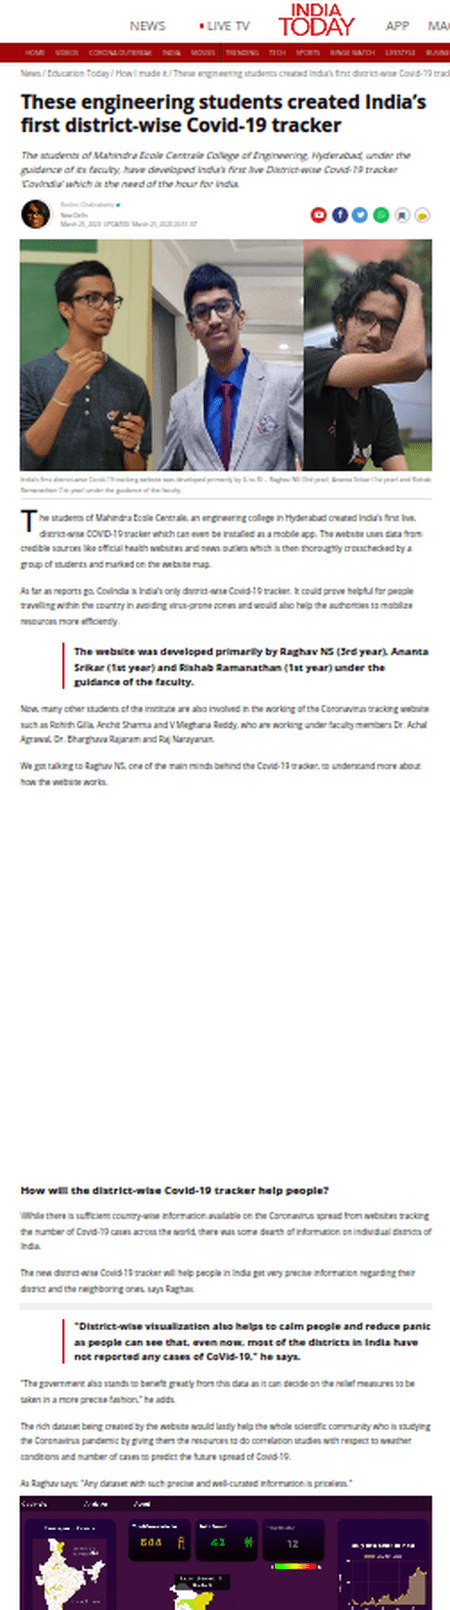 NEWS
LIVE TV
INDIA
TODAY
APP
MA
HOME VIDEOS CORONA OUTBREAK INDIA MOVIES TRENDING TECH SPORTS BINGE WATCH LIFESTYLE BUSINE
News / Education Today / How I made it / These engineering students created India's first district-wise Covid-19 trac
These engineering students created India's
first district-wise Covid-19 tracker
The students of Mahindra Ecole Centrale College of Engineering, Hyderabad, under the
guidance of its faculty, have developed India's first live District-wise Covid-19 tracker
'CovIndia' which is the need of the hour for India.
Roshni Chakrabarty
New Delhi
March 25, 2020 UPDATED: March 25, 2020 20:51 IST
India's first district-wise Covid-19 tracking website was developed primarily by (L to R) -- Raghav NS (3rd year), Ananta Srikar (1st year) and Rishab
Ramanathan (1st year) under the guidance of the faculty.
The students of Mahindra Ecole Centrale, an engineering college in Hyderabad created India's first live,
district-wise COVID-19 tracker which can even be installed as a mobile app. The website uses data from
credible sources like official health websites and news outlets which is then thoroughly crosschecked by a
group of students and marked on the website map.
As far as reports go, CovIndia is India's only district-wise Covid-19 tracker. It could prove helpful for people
travelling within the country in avoiding virus-prone zones and would also help the authorities to mobilize
resources more efficiently.
The website was developed primarily by Raghav NS (3rd year), Ananta
Srikar (1st year) and Rishab Ramanathan (1st year) under the
guidance of the faculty.
Now, many other students of the institute are also involved in the working of the Coronavirus tracking website
such as Rohith Gilla, Anchit Sharma and V Meghana Reddy, who are working under faculty members Dr. Achal
Agrawal, Dr. Bharghava Rajaram and Raj Narayanan.
We got talking to Raghav NS, one of the main minds behind the Covid-19 tracker, to understand more about
how the website works.
How will the district-wise Covid-19 tracker help people?
While there is sufficient country-wise information available on the Coronavirus spread from websites tracking
the number of Covid-19 cases across the world, there was some dearth of information on individual districts of
India.
The new district-wise Covid-19 tracker will help people in India get very precise information regarding their
district and the neighboring ones, says Raghav.
"District-wise visualization also helps to calm people and reduce panic
as people can see that, even now, most of the districts in India have
not reported any cases of CoVid-19," he says.
"The government also stands to benefit greatly from this data as it can decide on the relief measures to be
taken in a more precise fashion," he adds.
The rich dataset being created by the website would lastly help the whole scientific community who is studying
the Coronavirus pandemic by giving them the resources to do correlation studies with respect to weather
conditions and number of cases to predict the future spread of Covid-19.
As Raghav says: "Any dataset with such precise and well-curated information is priceless."
12